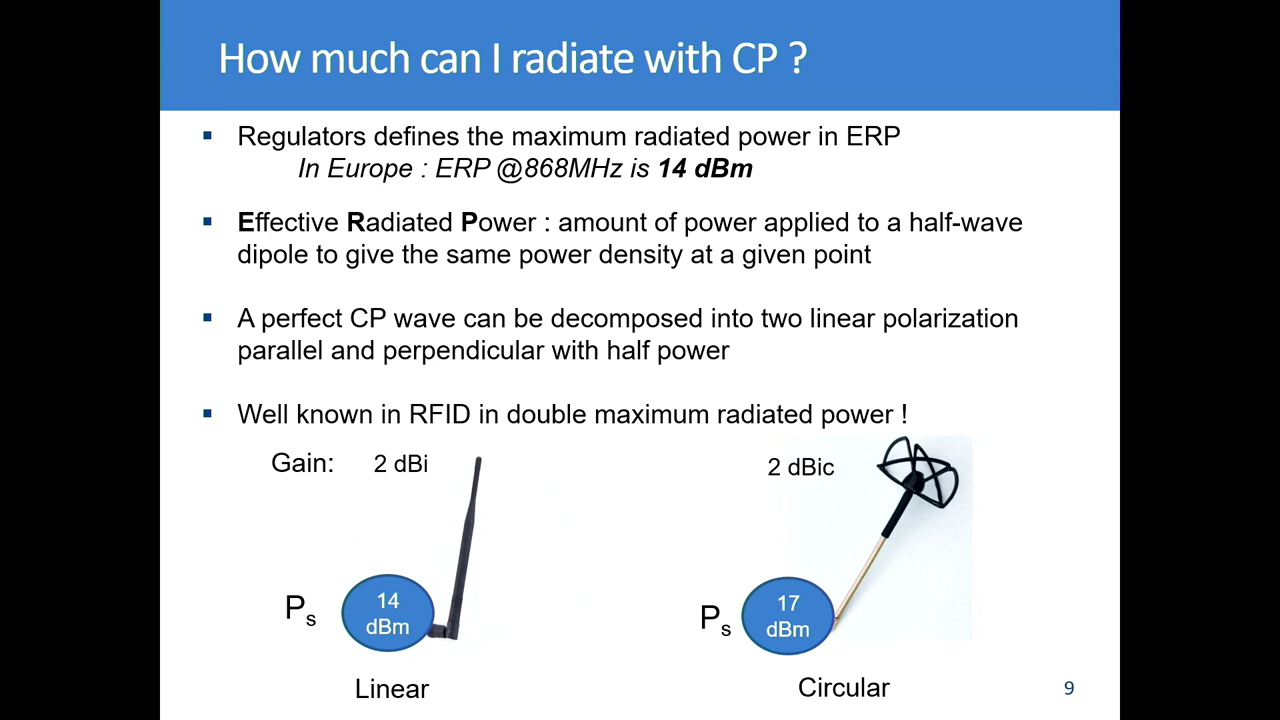 How much can I radiate with CP ?
▪ Regulators defines the maximum radiated power in ERP
In Europe : ERP @868MHz is 14 dBm
▪ Effective Radiated Power : amount of power applied to a half-wave
dipole to give the same power density at a given point
▪ A perfect CP wave can be decomposed into two linear polarization
parallel and perpendicular with half power
▪ Well known in RFID in double maximum radiated power !
Gain: 2 dBi
2 dBic
Ps
14
dBm
Ps
17
dBm
Linear
Circular
9